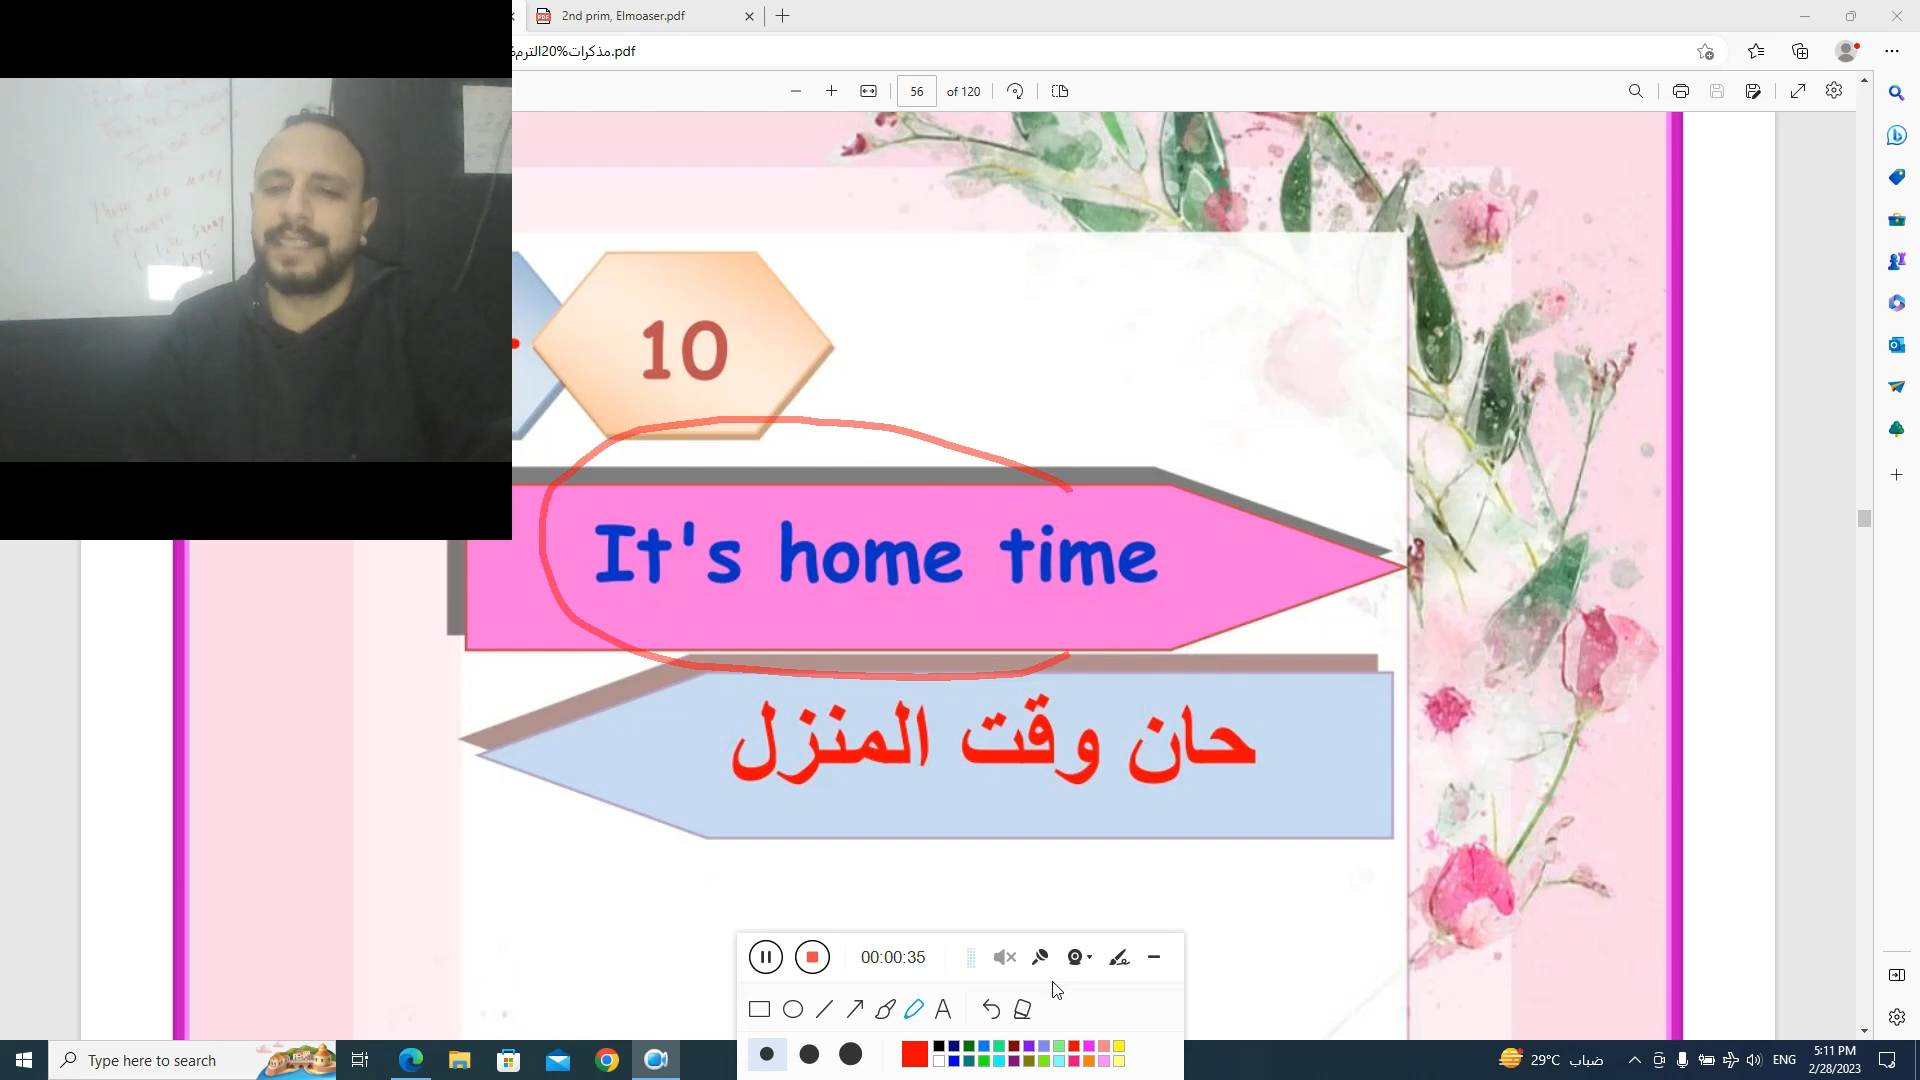 2nd prim, Elmoaser.pdf
مذكرات%20الترم%.pdf
56 of 120
10
It's home time
حان وقت المنزل
00:00:35
Type here to search
29°C ضباب
ENG
5:11 PM
2/28/2023